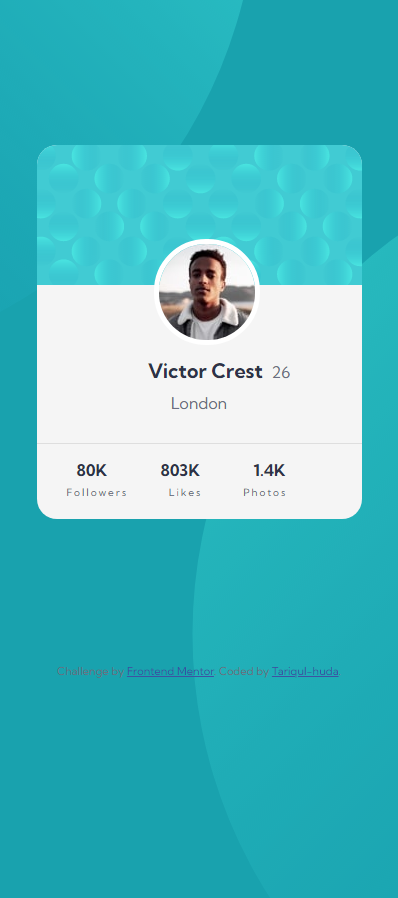 Victor Crest 26
London
80K 803K 1.4K
Followers Likes Photos
Challenge by Frontend Mentor. Coded by Tariqul-huda.